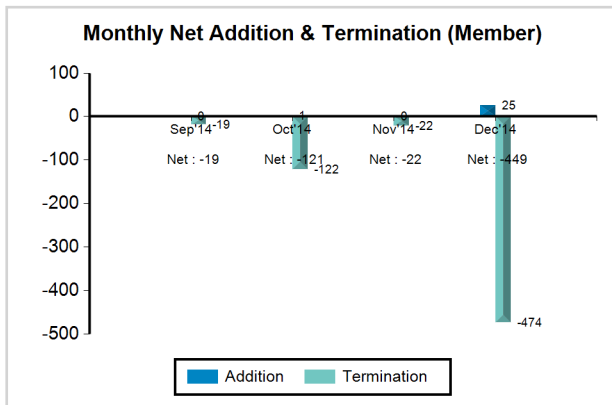 Monthly Net Addition & Termination (Member)
100
0 1 0 25
0
Sep'14 -19 Oct'14 Nov'14 -22 Dec'14
-100
Net : -19 Net : -121 Net : -22 Net : -449
-122
-200
-300
-400
-474
-500
Addition Termination